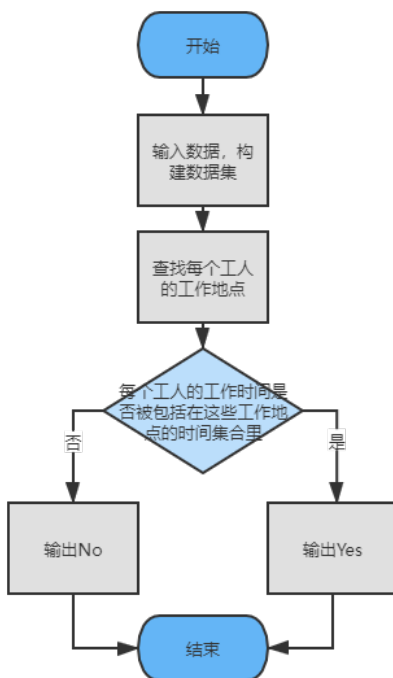 开始
输入数据，构
建数据集
查找每个工人
的工作地点
每个工人的工作时间是
否被包括在这些工作地
点的时间集合里
否
是
输出No
输出Yes
结束